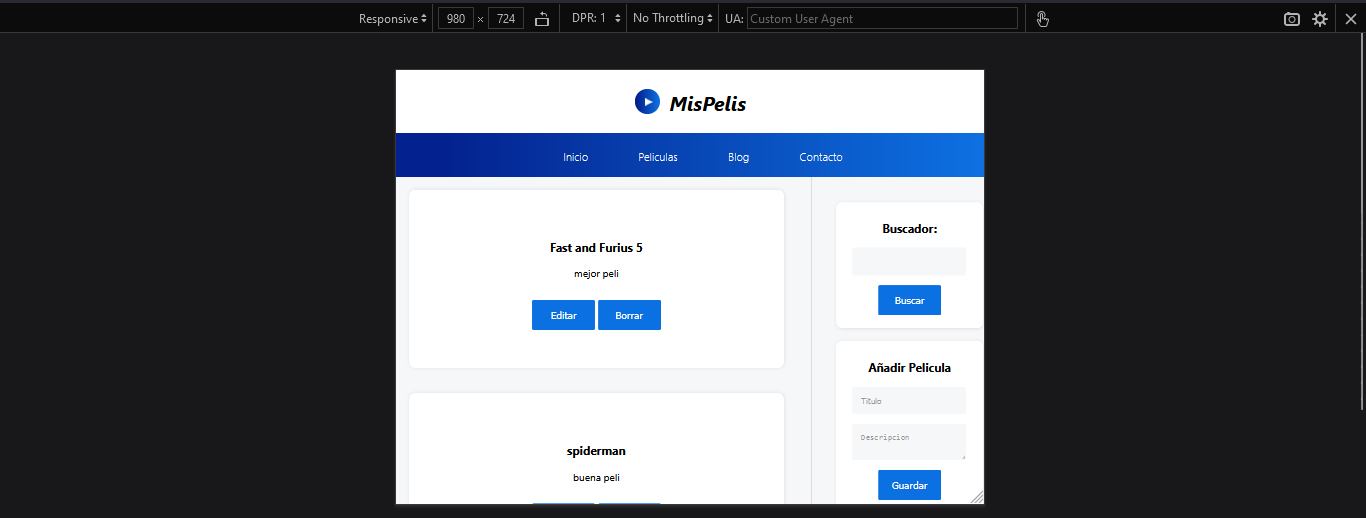 Responsive 980 × 724 DPR: 1 No Throttling UA: Custom User Agent
MisPelis
Inicio Peliculas Blog Contacto
Fast and Furius 5
mejor peli
Editar Borrar
spiderman
buena peli
Buscador:
Buscar
Añadir Pelicula
Titulo
Descripcion
Guardar